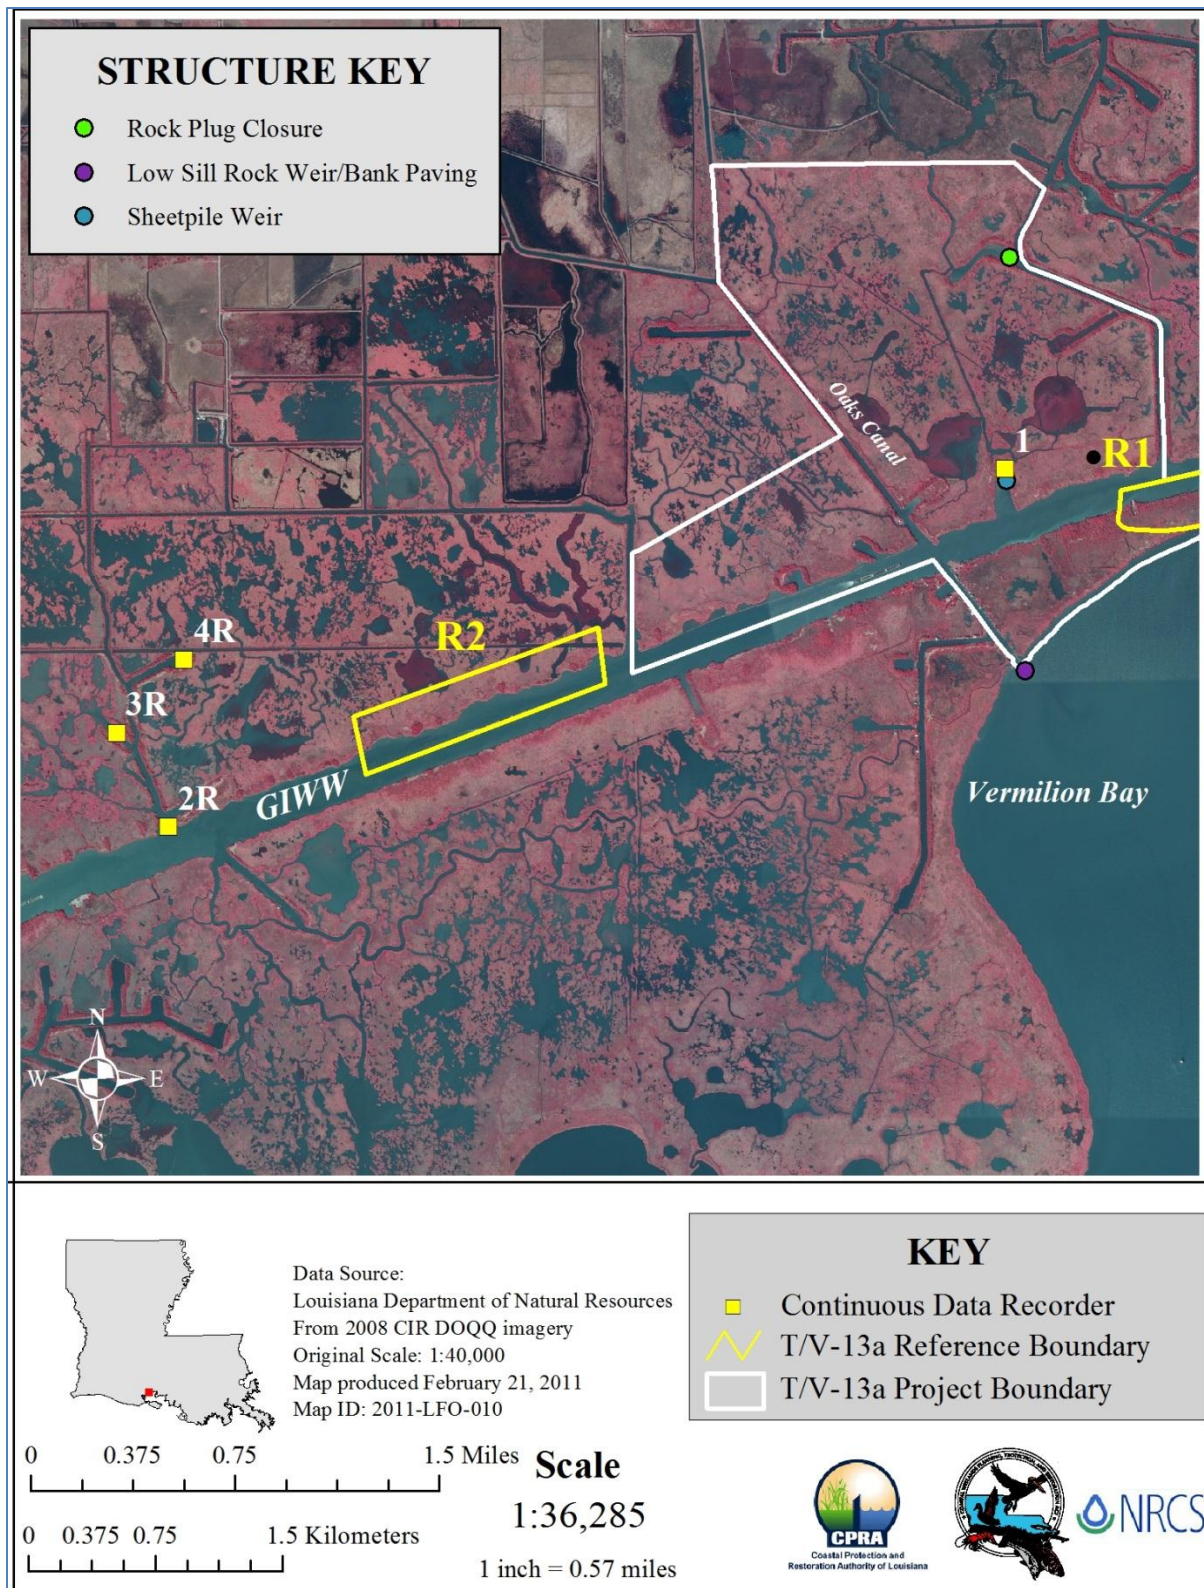 STRUCTURE KEY
Rock Plug Closure
Low Sill Rock Weir/Bank Paving
Sheetpile Weir
Oaks Canal
1
R1
4R
R2
3R
2R
GIWW
Vermilion Bay
N
W E
S
Data Source:
Louisiana Department of Natural Resources
From 2008 CIR DOQQ imagery
Original Scale: 1:40,000
Map produced February 21, 2011
Map ID: 2011-LFO-010
KEY
Continuous Data Recorder
T/V-13a Reference Boundary
T/V-13a Project Boundary
0 0.375 0.75 1.5 Miles
0 0.375 0.75 1.5 Kilometers
Scale
1:36,285
1 inch = 0.57 miles
CPRA
Coastal Protection and
Restoration Authority of Louisiana
NRCS